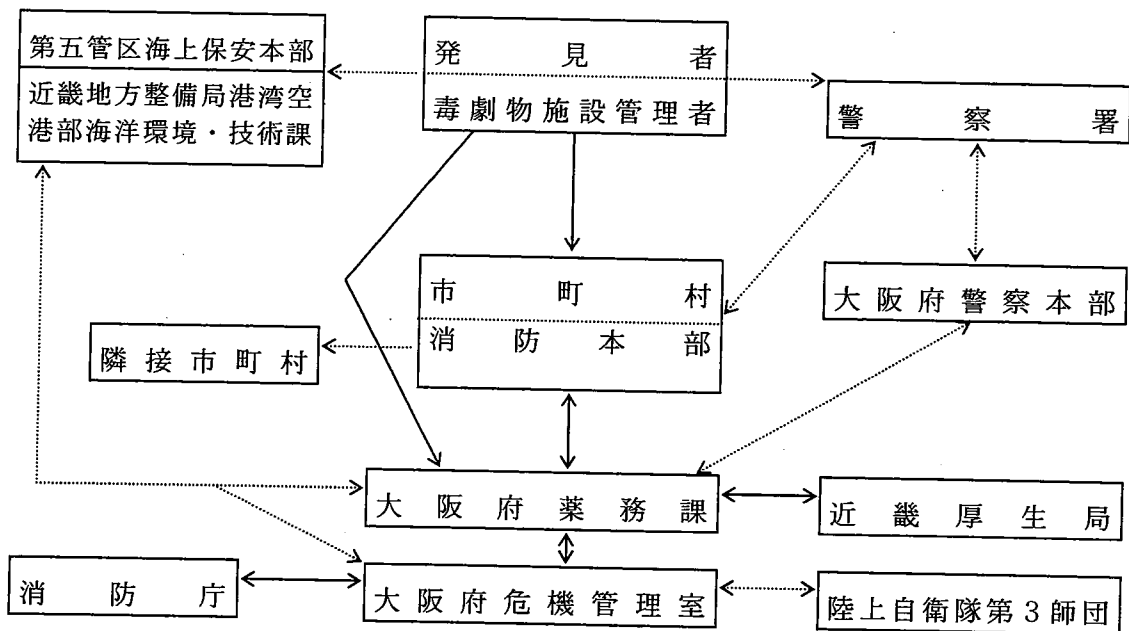 第五管区海上保安本部
近畿地方整備局港湾空
港部海洋環境・技術課
発見者
毒劇物施設管理者
警察署
市町村
消防本部
大阪府警察本部
隣接市町村
大阪府薬務課
近畿厚生局
消防庁
大阪府危機管理室
陸上自衛隊第3師団